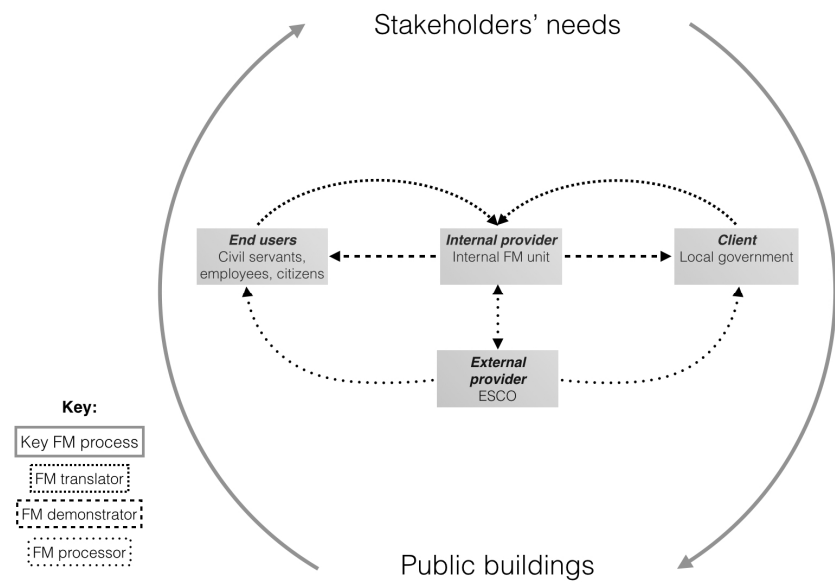 Stakeholders' needs
End users
Civil servants,
employees, citizens
Internal provider
Internal FM unit
Client
Local government
External
provider
ESCO
Key:
Key FM process
FM translator
FM demonstrator
FM processor
Public buildings